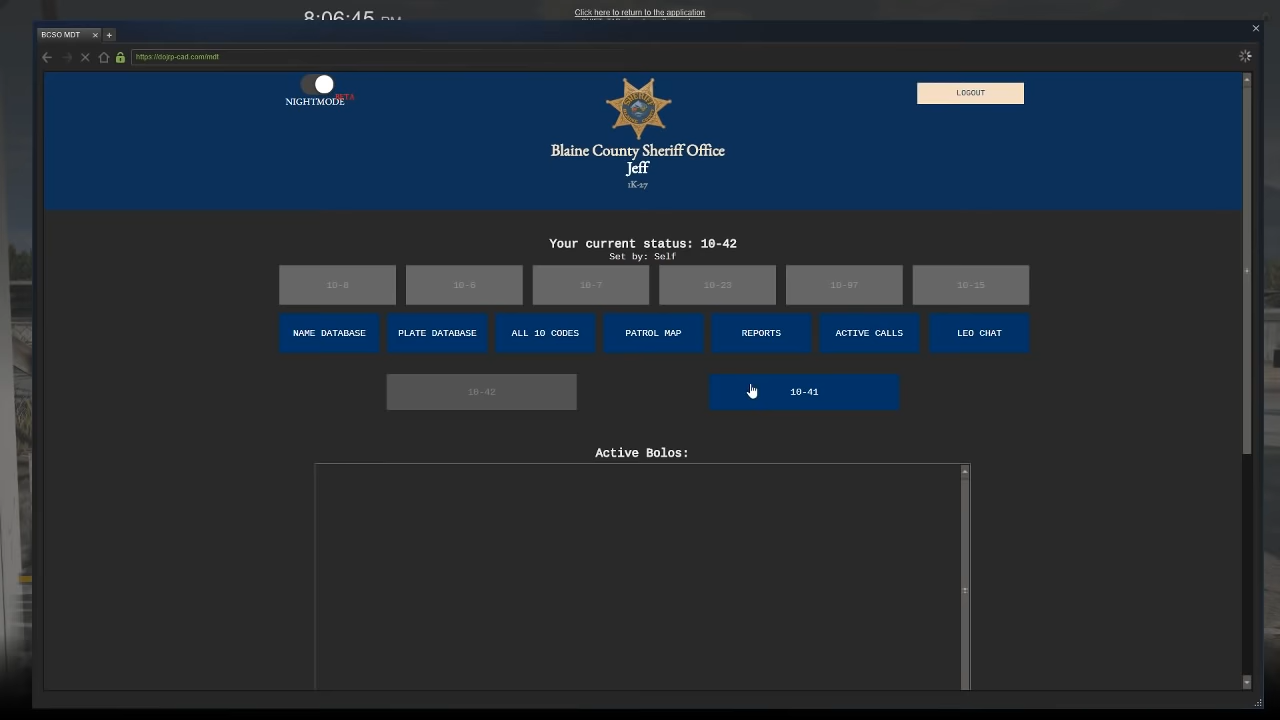 8:06:45 PM
Click here to return to the application
BCSO MDT
https://dojrp-cad.com/mdt
NIGHTMODE BETA
SHERIFF
LOGOUT
Blaine County Sheriff Office
Jeff
1K-27
Your current status: 10-42
Set by: Self
10-8 10-6 10-7 10-23 10-97 10-15
NAME DATABASE PLATE DATABASE ALL 10 CODES PATROL MAP REPORTS ACTIVE CALLS LEO CHAT
10-42 10-41
Active Bolos: